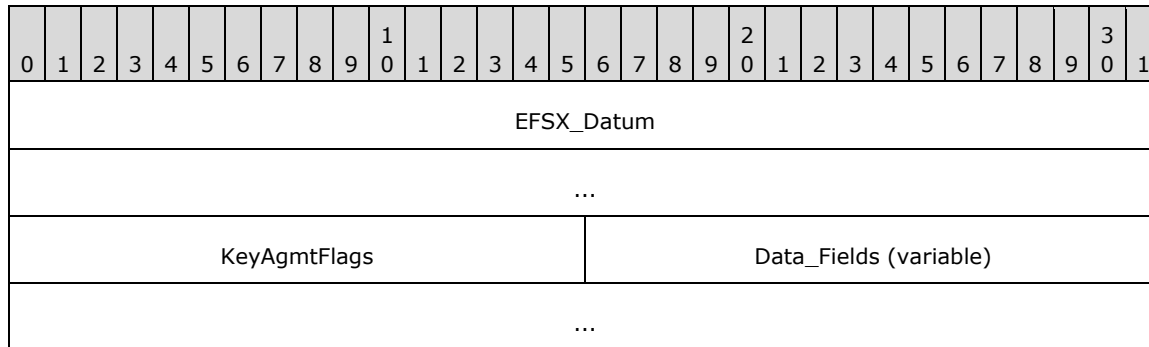 1 2 3
0 1 2 3 4 5 6 7 8 9 0 1 2 3 4 5 6 7 8 9 0 1 2 3 4 5 6 7 8 9 0 1
EFSX_Datum
...
KeyAgmtFlags Data_Fields (variable)
...